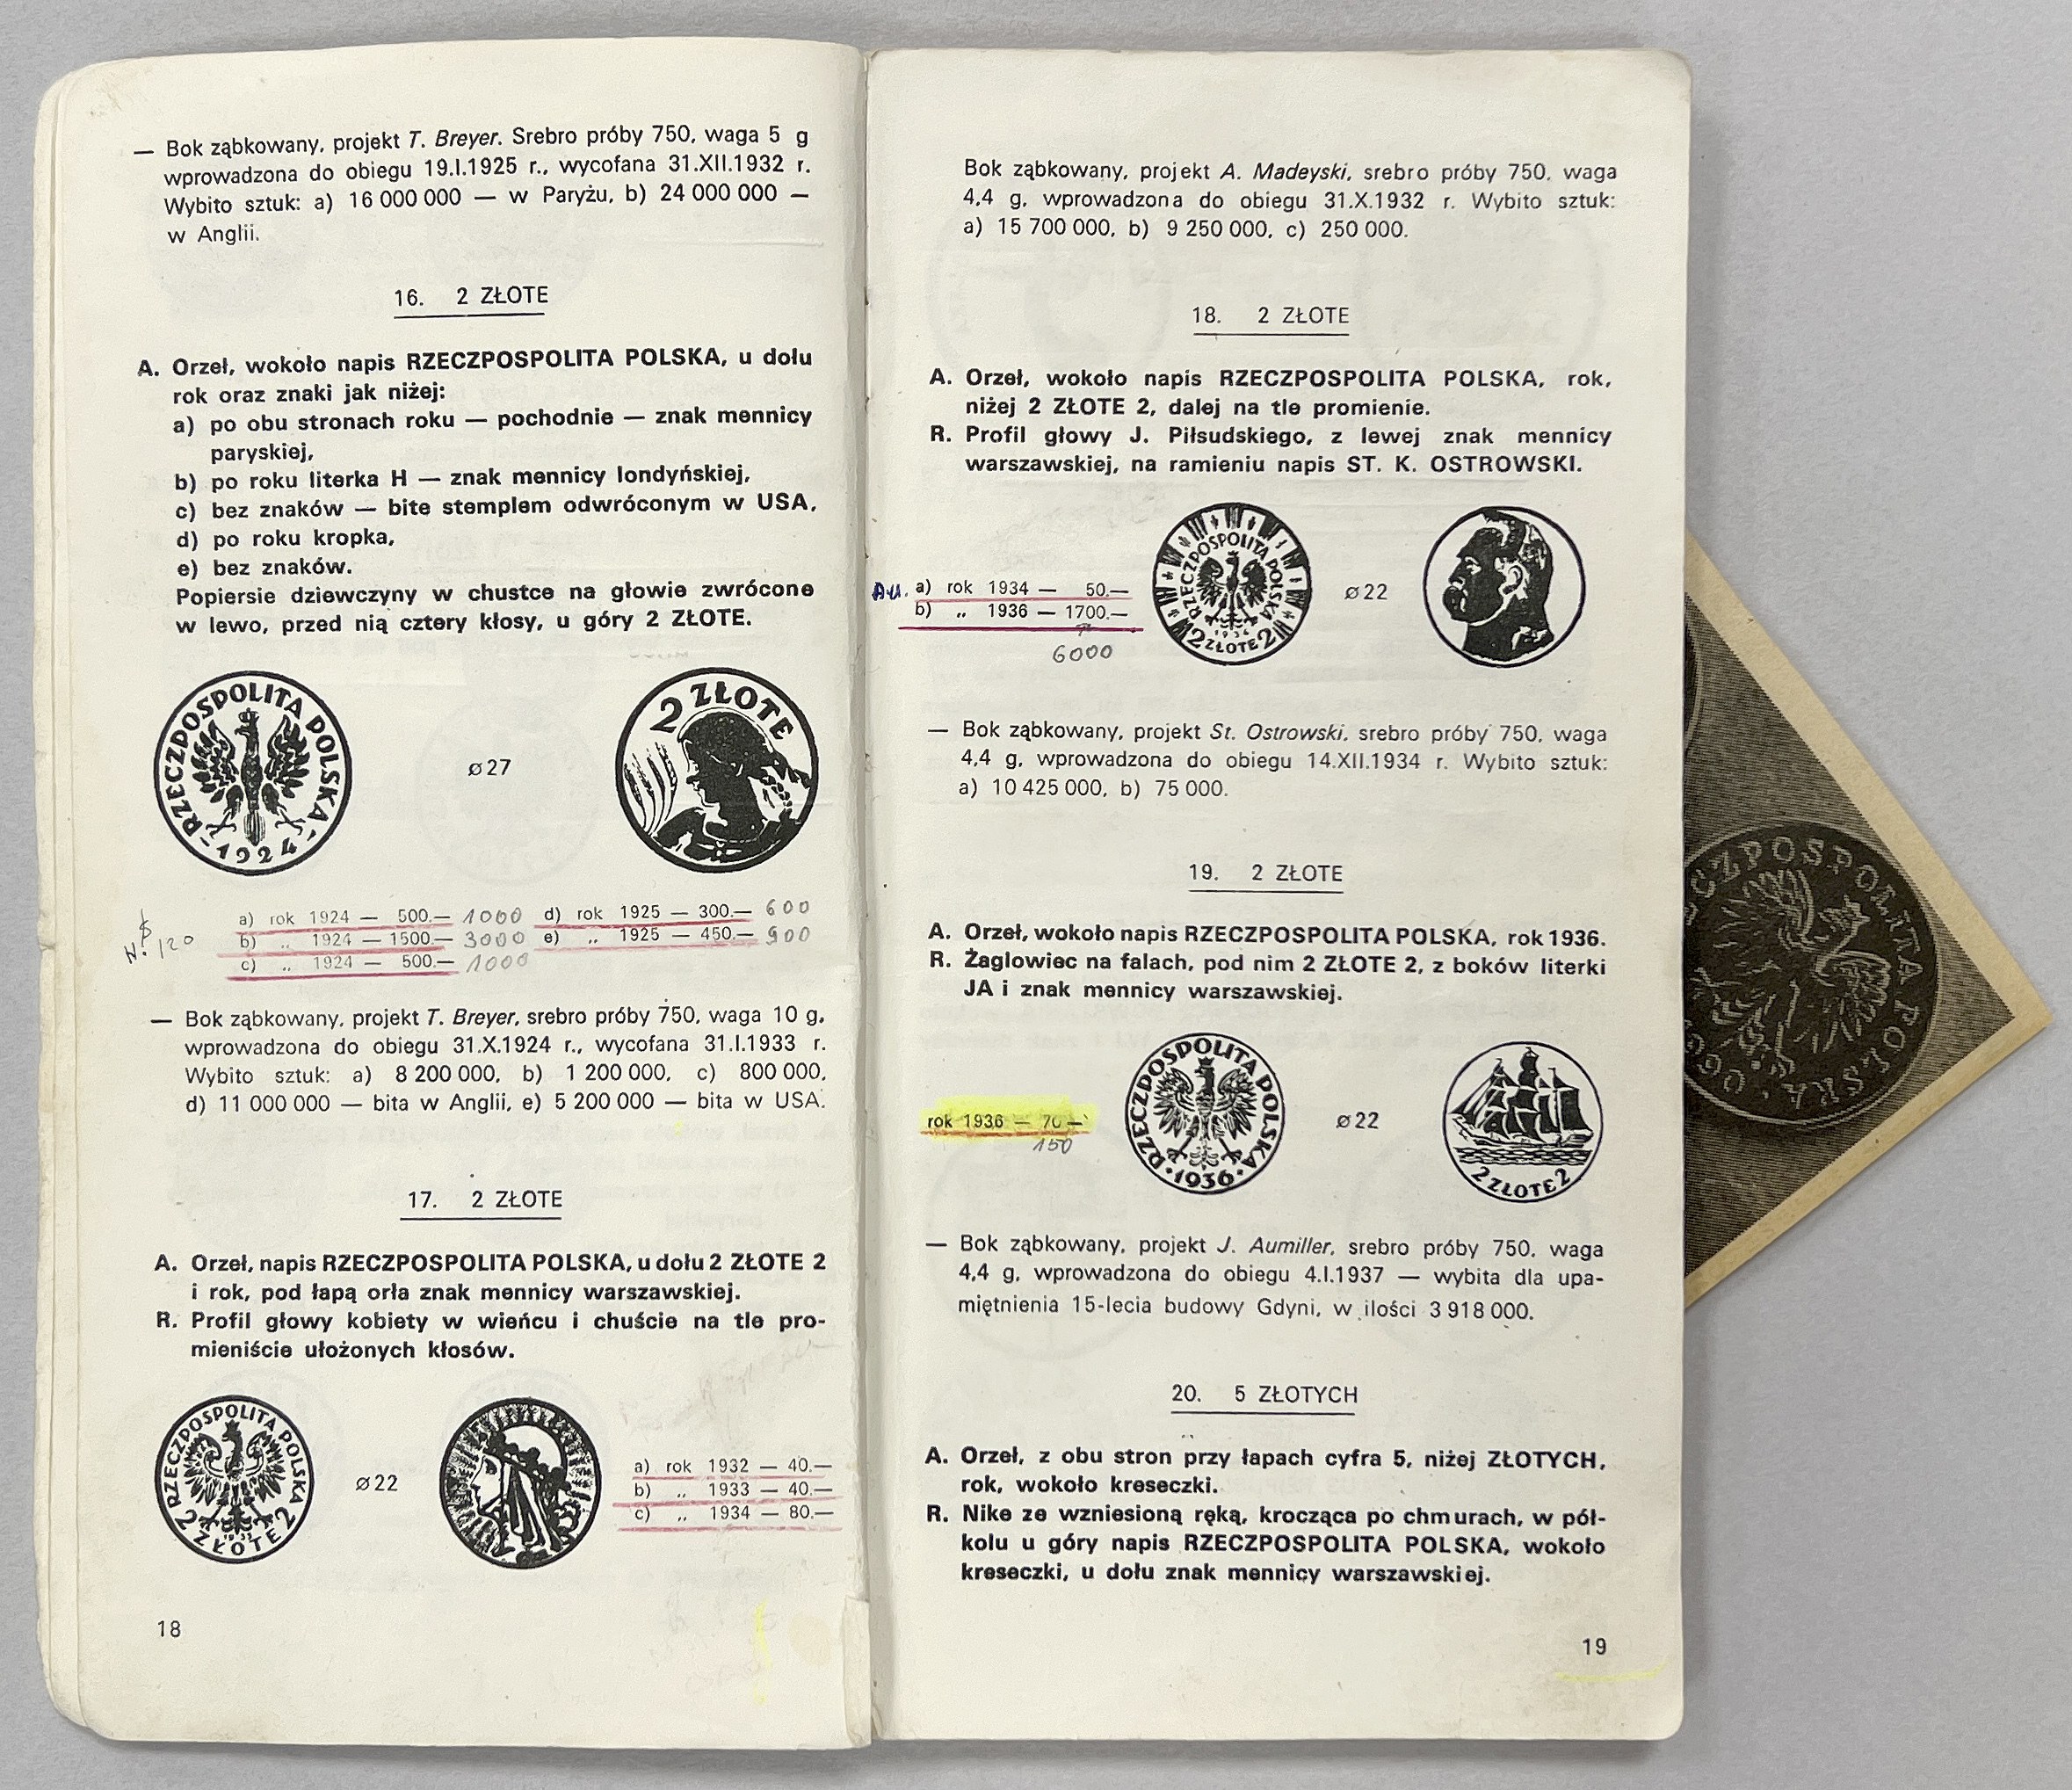 — Bok ząbkowany, projekt T. Breyer. Srebro próby 750, waga 5 g
wprowadzona do obiegu 19.I.1925 r., wycofana 31.XII.1932 r.
Wybito sztuk: a) 16 000 000 — w Paryżu, b) 24 000 000 —
w Anglii.
16. 2 ZŁOTE
A. Orzeł, wokoło napis RZECZPOSPOLITA POLSKA, u dołu
rok oraz znaki jak niżej:
a) po obu stronach roku — pochodnie — znak mennicy
paryskiej,
b) po roku literka H — znak mennicy londyńskiej,
c) bez znaków — bite stemplem odwróconym w USA,
d) po roku kropka,
e) bez znaków.
Popiersie dziewczyny w chustce na głowie zwrócone
w lewo, przed nią cztery kłosy, u góry 2 ZŁOTE.
RZECZPOSPOLITA POLSKA
1924
⌀27
2 ZŁOTE
a) rok 1924 — 500.— 1000 d) rok 1925 — 300.— 600
H. 120 b) „ 1924 — 1500.— 3000 e) „ 1925 — 450.— 900
c) „ 1924 — 500.— 1000
— Bok ząbkowany, projekt T. Breyer, srebro próby 750, waga 10 g,
wprowadzona do obiegu 31.X.1924 r., wycofana 31.I.1933 r.
Wybito sztuk: a) 8 200 000, b) 1 200 000, c) 800 000,
d) 11 000 000 — bita w Anglii, e) 5 200 000 — bita w USA.
17. 2 ZŁOTE
A. Orzeł, napis RZECZPOSPOLITA POLSKA, u dołu 2 ZŁOTE 2
i rok, pod łapą orła znak mennicy warszawskiej.
R. Profil głowy kobiety w wieńcu i chuście na tle pro-
mieniście ułożonych kłosów.
RZECZPOSPOLITA POLSKA
2 ZŁOTE 2
⌀22
a) rok 1932 — 40.—
b) „ 1933 — 40.—
c) „ 1934 — 80.—
18
Bok ząbkowany, projekt A. Madeyski, srebro próby 750, waga
4,4 g, wprowadzona do obiegu 31.X.1932 r. Wybito sztuk:
a) 15 700 000, b) 9 250 000, c) 250 000.
18. 2 ZŁOTE
A. Orzeł, wokoło napis RZECZPOSPOLITA POLSKA, rok,
niżej 2 ZŁOTE 2, dalej na tle promienie.
R. Profil głowy J. Piłsudskiego, z lewej znak mennicy
warszawskiej, na ramieniu napis ST. K. OSTROWSKI.
a) rok 1934 — 50.—
b) „ 1936 — 1700.—
6000
RZECZPOSPOLITA POLSKA
1934
2 ZŁOTE 2
⌀22
— Bok ząbkowany, projekt St. Ostrowski, srebro próby 750, waga
4,4 g, wprowadzona do obiegu 14.XII.1934 r. Wybito sztuk:
a) 10 425 000, b) 75 000.
19. 2 ZŁOTE
A. Orzeł, wokoło napis RZECZPOSPOLITA POLSKA, rok 1936.
R. Żaglowiec na falach, pod nim 2 ZŁOTE 2, z boków literki
JA i znak mennicy warszawskiej.
rok 1936 — 70.—
150
RZECZPOSPOLITA POLSKA
1936
⌀22
2 ZŁOTE 2
— Bok ząbkowany, projekt J. Aumiller, srebro próby 750, waga
4,4 g, wprowadzona do obiegu 4.I.1937 — wybita dla upa-
miętnienia 15-lecia budowy Gdyni, w ilości 3 918 000.
20. 5 ZŁOTYCH
A. Orzeł, z obu stron przy łapach cyfra 5, niżej ZŁOTYCH,
rok, wokoło kreseczki.
R. Nike ze wzniesioną ręką, krocząca po chmurach, w pół-
kolu u góry napis RZECZPOSPOLITA POLSKA, wokoło
kreseczki, u dołu znak mennicy warszawskiej.
19
CZPOSPOLITA POLSKA